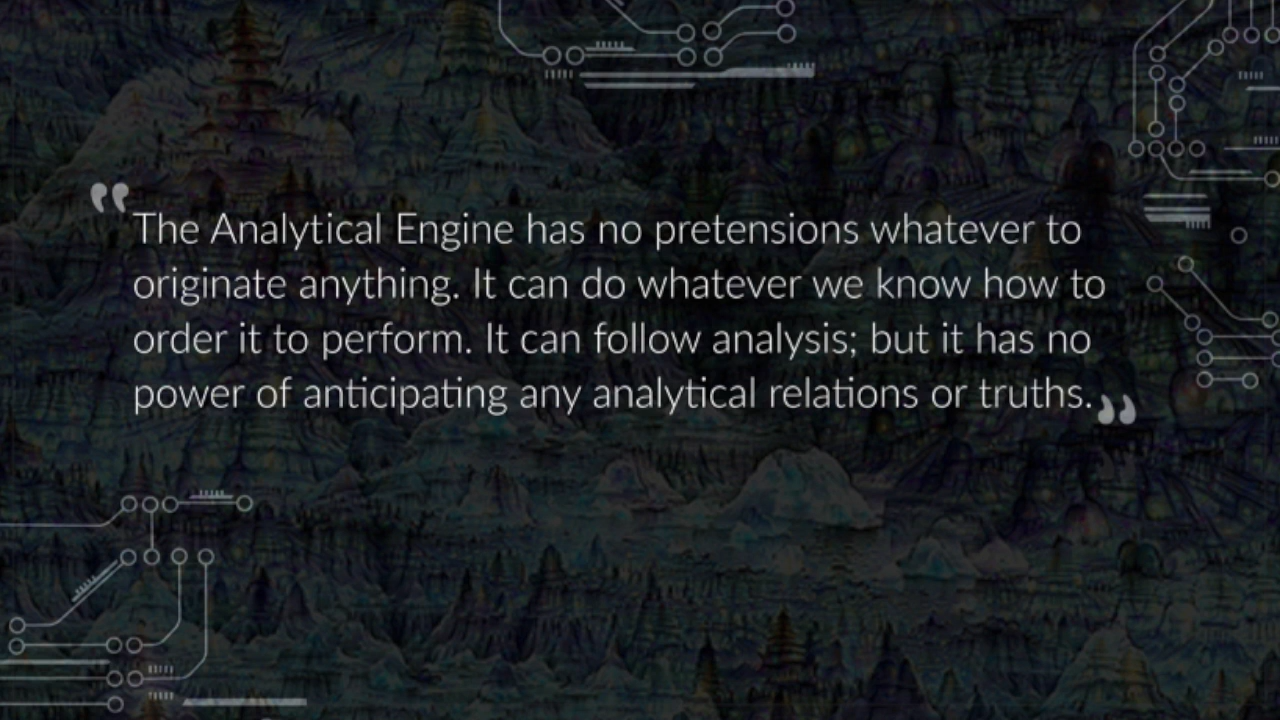 “The Analytical Engine has no pretensions whatever to
originate anything. It can do whatever we know how to
order it to perform. It can follow analysis; but it has no
power of anticipating any analytical relations or truths.”